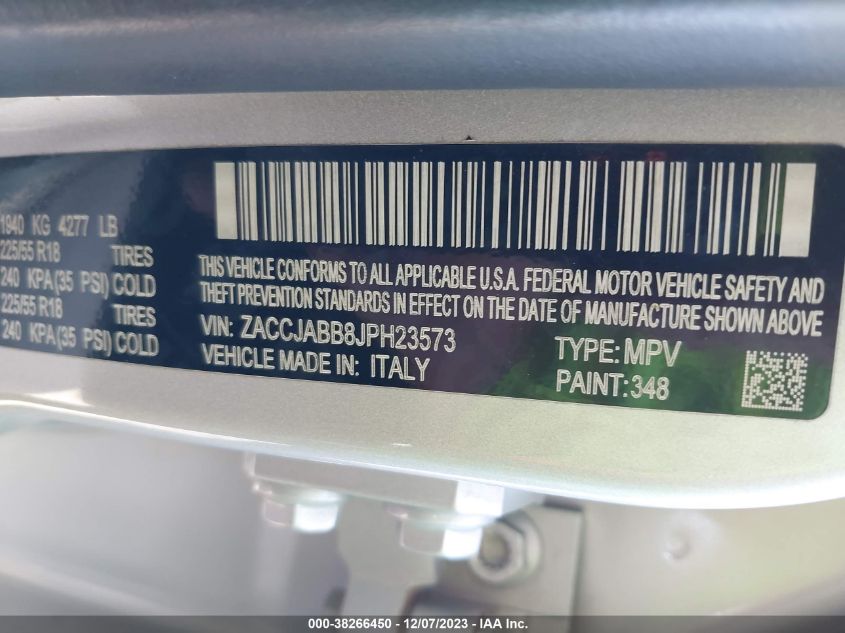 1940 KG 4277 LB
225/55 R18 TIRES
240 KPA(35 PSI) COLD
225/55 R18 TIRES
240 KPA(35 PSI) COLD
THIS VEHICLE CONFORMS TO ALL APPLICABLE U.S.A. FEDERAL MOTOR VEHICLE SAFETY AND
THEFT PREVENTION STANDARDS IN EFFECT ON THE DATE OF MANUFACTURE SHOWN ABOVE
VIN: ZACCJABB8JPH23573
VEHICLE MADE IN: ITALY
TYPE: MPV
PAINT: 348
000-38266450 - 12/07/2023 - IAA Inc.